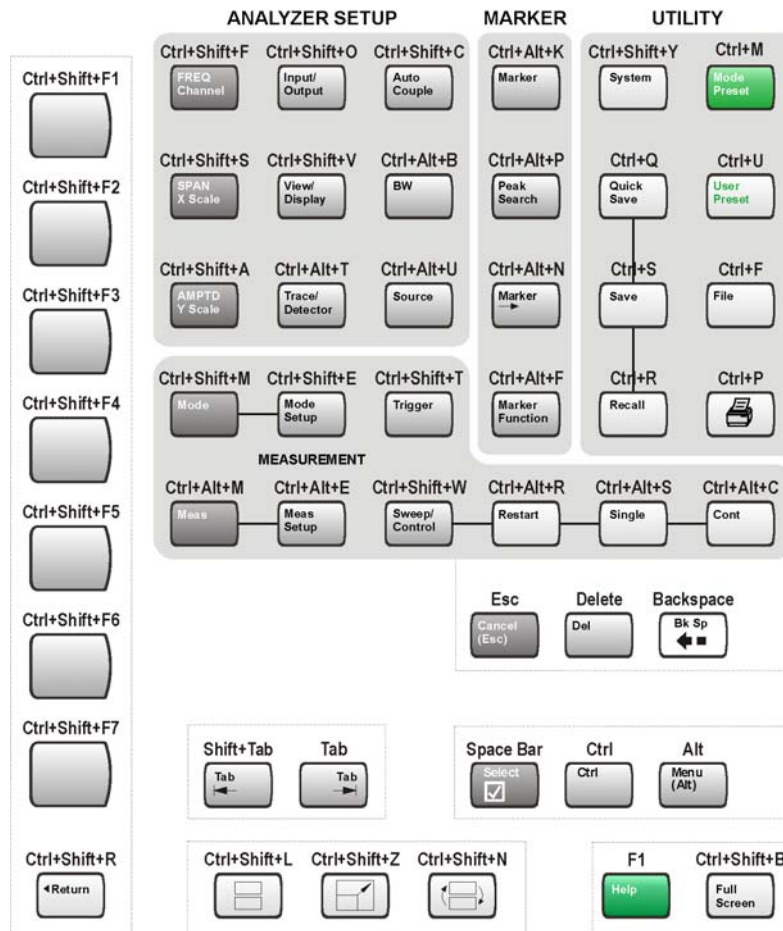 ANALYZER SETUP MARKER UTILITY
Ctrl+Shift+F Ctrl+Shift+O Ctrl+Shift+C Ctrl+Alt+K Ctrl+Shift+Y Ctrl+M
Ctrl+Shift+F1
FREQ Channel
Input/ Output
Auto Couple
Marker
System
Mode Preset
Ctrl+Shift+S Ctrl+Shift+V Ctrl+Alt+B Ctrl+Alt+P Ctrl+Q Ctrl+U
Ctrl+Shift+F2
SPAN X Scale
View/ Display
BW
Peak Search
Quick Save
User Preset
Ctrl+Shift+A Ctrl+Alt+T Ctrl+Alt+U Ctrl+Alt+N Ctrl+S Ctrl+F
Ctrl+Shift+F3
AMPTD Y Scale
Trace/ Detector
Source
Marker
Save
File
Ctrl+Shift+M Ctrl+Shift+E Ctrl+Shift+T Ctrl+Alt+F Ctrl+R Ctrl+P
Ctrl+Shift+F4
Mode
Mode Setup
Trigger
Marker Function
Recall
MEASUREMENT
Ctrl+Alt+M Ctrl+Alt+E Ctrl+Shift+W Ctrl+Alt+R Ctrl+Alt+S Ctrl+Alt+C
Ctrl+Shift+F5
Meas
Meas Setup
Sweep/ Control
Restart
Single
Cont
Esc Delete Backspace
Ctrl+Shift+F6
Cancel (Esc)
Del
Bk Sp
Ctrl+Shift+F7
Shift+Tab Tab Space Bar Ctrl Alt
Tab
Tab
Select
Ctrl
Menu (Alt)
Ctrl+Shift+R Ctrl+Shift+L Ctrl+Shift+Z Ctrl+Shift+N F1 Ctrl+Shift+B
Return
Help
Full Screen